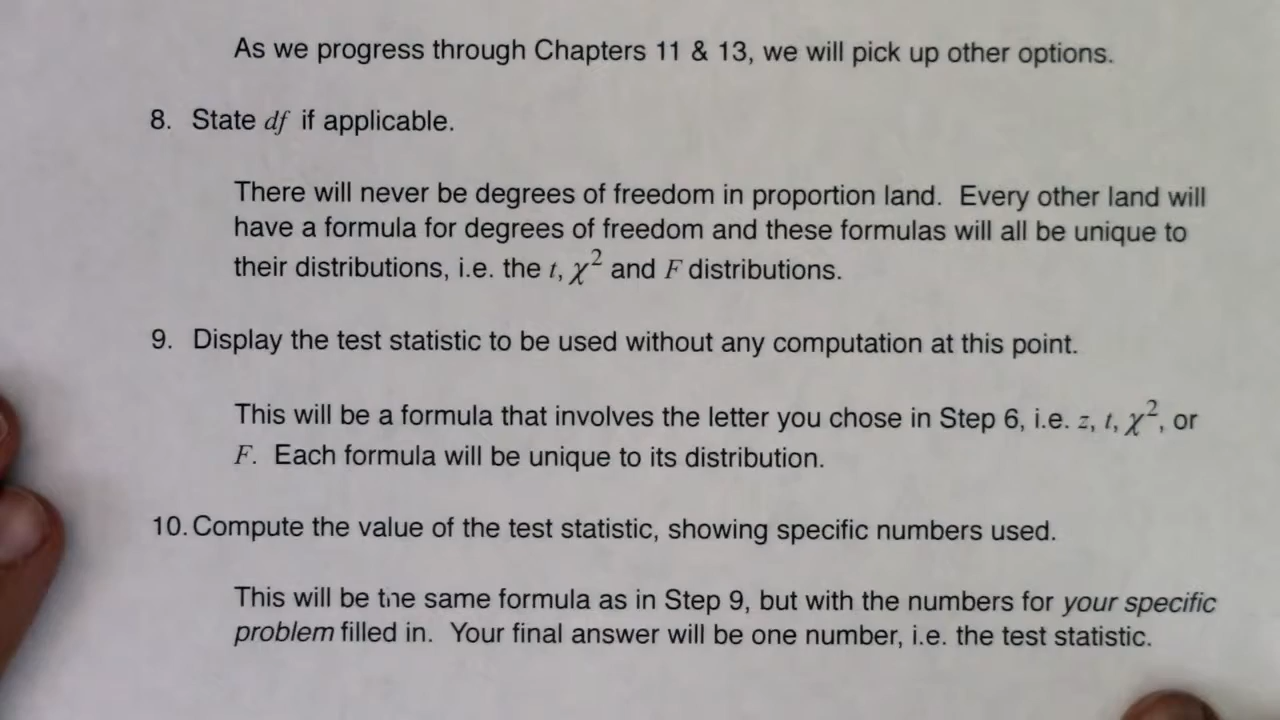 As we progress through Chapters 11 & 13, we will pick up other options.
8. State df if applicable.
There will never be degrees of freedom in proportion land. Every other land will
have a formula for degrees of freedom and these formulas will all be unique to
their distributions, i.e. the t, χ² and F distributions.
9. Display the test statistic to be used without any computation at this point.
This will be a formula that involves the letter you chose in Step 6, i.e. z, t, χ², or
F. Each formula will be unique to its distribution.
10. Compute the value of the test statistic, showing specific numbers used.
This will be the same formula as in Step 9, but with the numbers for your specific
problem filled in. Your final answer will be one number, i.e. the test statistic.